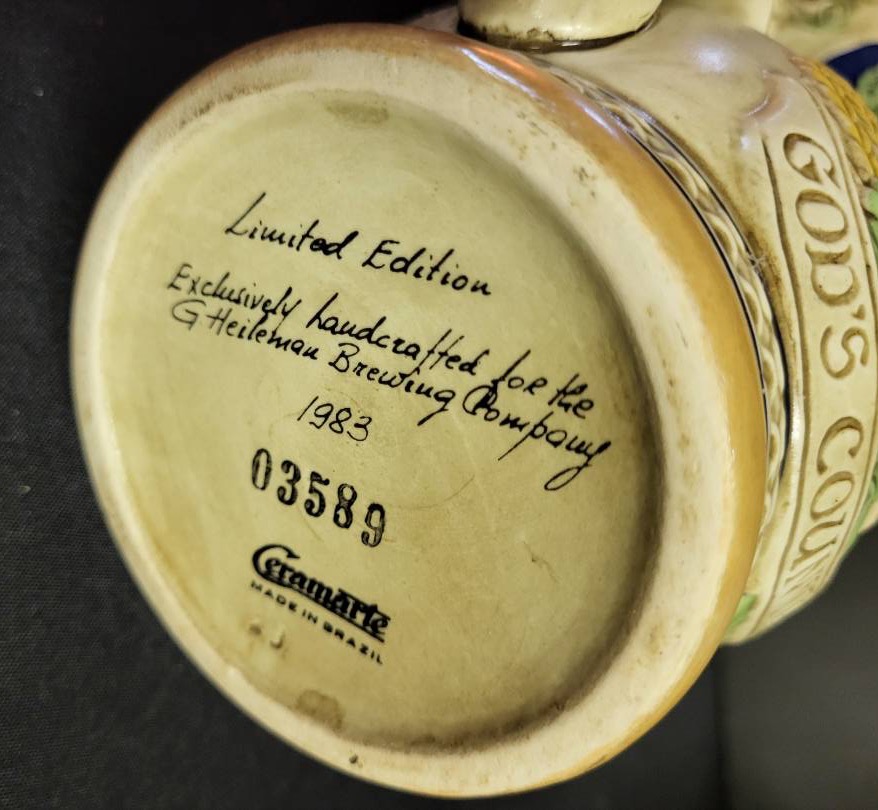 Limited Edition
Exclusively handcrafted for the
G Heileman Brewing Company
1983
03589
Ceramarte
MADE IN BRAZIL
GOD'S